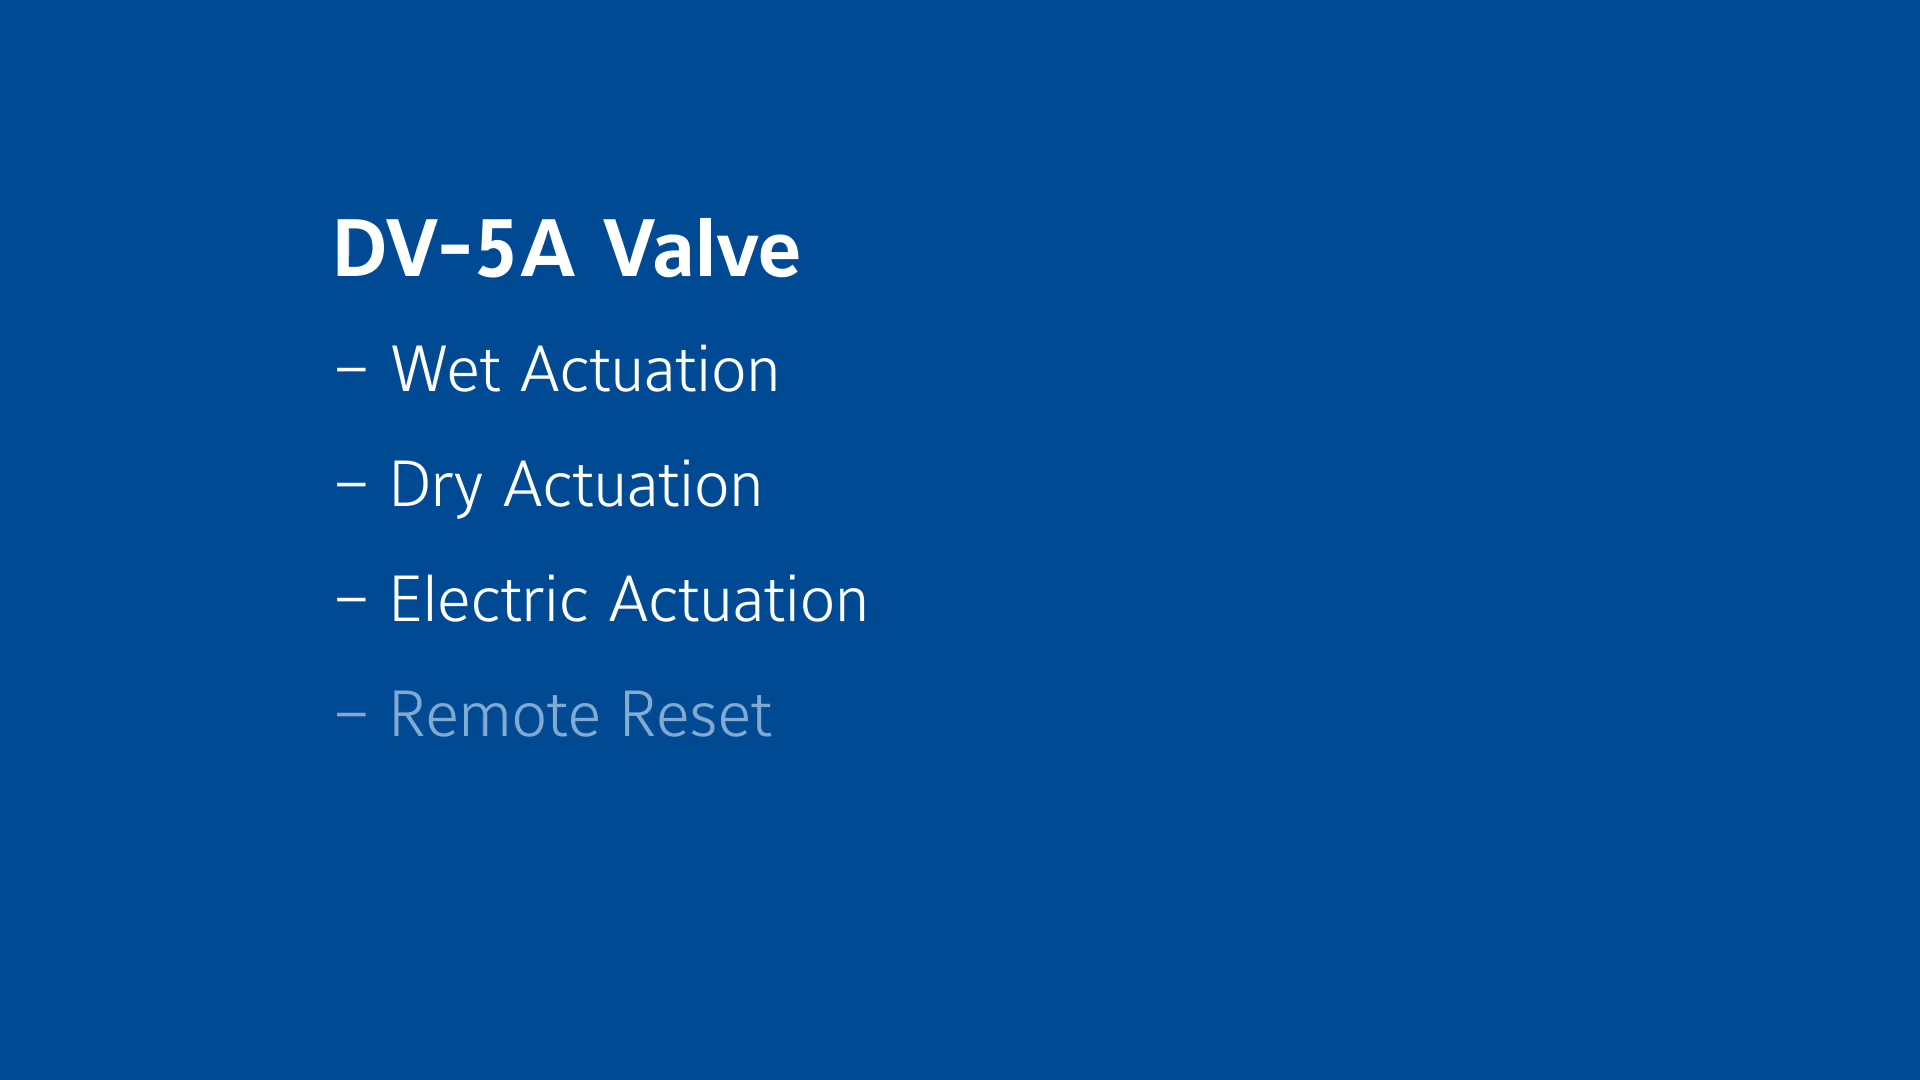 DV-5A Valve
– Wet Actuation
– Dry Actuation
– Electric Actuation
– Remote Reset